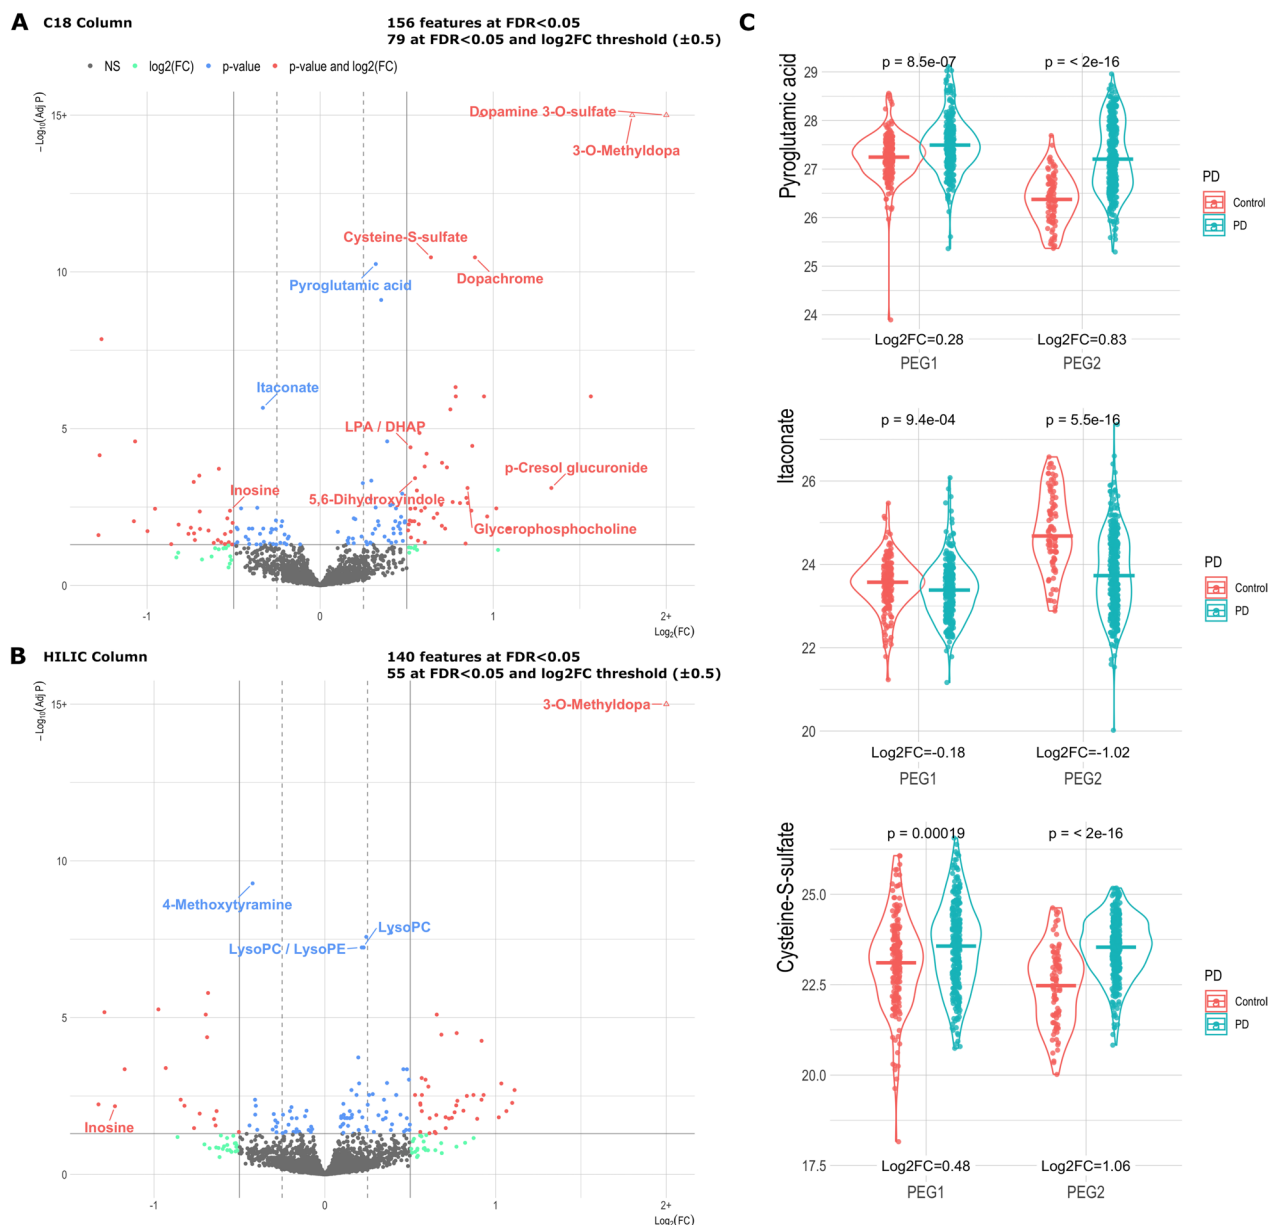 A
C18 Column
156 features at FDR<0.05
79 at FDR<0.05 and log2FC threshold (±0.5)
NS
log2(FC)
p-value
p-value and log2(FC)
− Log10(Adj P)
15+
10
5
0
-1
0
1
2+
Log2(FC)
Dopamine 3-O-sulfate
3-O-Methyldopa
Cysteine-S-sulfate
Dopachrome
Pyroglutamic acid
Itaconate
LPA / DHAP
p-Cresol glucuronide
Inosine
5,6-Dihydroxyindole
Glycerophosphocholine
B
HILIC Column
140 features at FDR<0.05
55 at FDR<0.05 and log2FC threshold (±0.5)
− Log10(Adj P)
15+
10
5
0
-1
0
1
2+
Log2(FC)
3-O-Methyldopa
4-Methoxytyramine
LysoPC
LysoPC / LysoPE
Inosine
C
Pyroglutamic acid
29
28
27
26
25
24
p = 8.5e-07
p = < 2e-16
Log2FC=0.28
Log2FC=0.83
PEG1
PEG2
PD
Control
PD
Itaconate
26
24
22
20
p = 9.4e-04
p = 5.5e-16
Log2FC=-0.18
Log2FC=-1.02
PEG1
PEG2
PD
Control
PD
Cysteine-S-sulfate
25.0
22.5
20.0
17.5
p = 0.00019
p = < 2e-16
Log2FC=0.48
Log2FC=1.06
PEG1
PEG2
PD
Control
PD